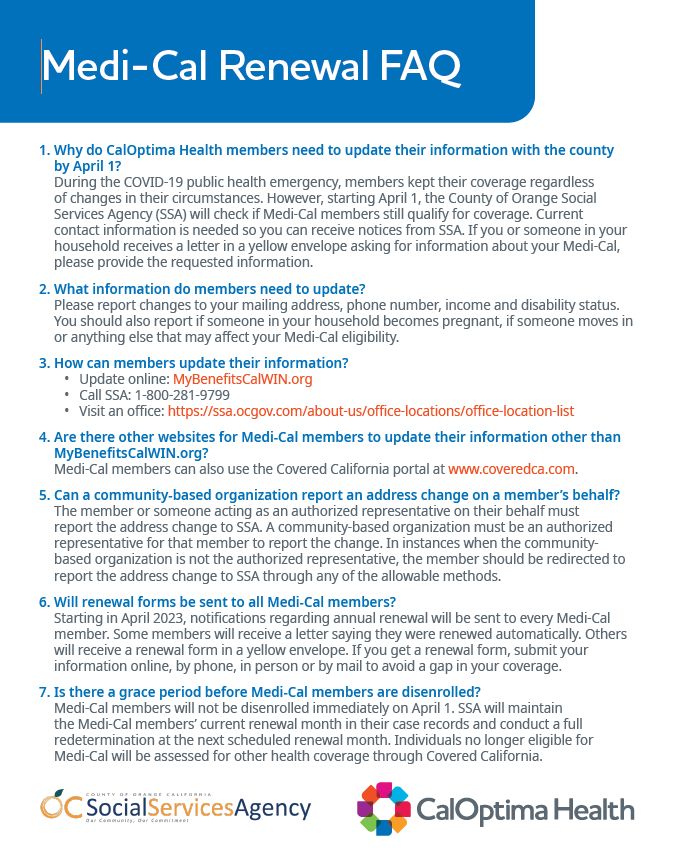 Medi-Cal Renewal FAQ
1. Why do CalOptima Health members need to update their information with the county
by April 1?
During the COVID-19 public health emergency, members kept their coverage regardless
of changes in their circumstances. However, starting April 1, the County of Orange Social
Services Agency (SSA) will check if Medi-Cal members still qualify for coverage. Current
contact information is needed so you can receive notices from SSA. If you or someone in your
household receives a letter in a yellow envelope asking for information about your Medi-Cal,
please provide the requested information.
2. What information do members need to update?
Please report changes to your mailing address, phone number, income and disability status.
You should also report if someone in your household becomes pregnant, if someone moves in
or anything else that may affect your Medi-Cal eligibility.
3. How can members update their information?
• Update online: MyBenefitsCalWIN.org
• Call SSA: 1-800-281-9799
• Visit an office: https://ssa.ocgov.com/about-us/office-locations/office-location-list
4. Are there other websites for Medi-Cal members to update their information other than
MyBenefitsCalWIN.org?
Medi-Cal members can also use the Covered California portal at www.coveredca.com.
5. Can a community-based organization report an address change on a member’s behalf?
The member or someone acting as an authorized representative on their behalf must
report the address change to SSA. A community-based organization must be an authorized
representative for that member to report the change. In instances when the community-
based organization is not the authorized representative, the member should be redirected to
report the address change to SSA through any of the allowable methods.
6. Will renewal forms be sent to all Medi-Cal members?
Starting in April 2023, notifications regarding annual renewal will be sent to every Medi-Cal
member. Some members will receive a letter saying they were renewed automatically. Others
will receive a renewal form in a yellow envelope. If you get a renewal form, submit your
information online, by phone, in person or by mail to avoid a gap in your coverage.
7. Is there a grace period before Medi-Cal members are disenrolled?
Medi-Cal members will not be disenrolled immediately on April 1. SSA will maintain
the Medi-Cal members’ current renewal month in their case records and conduct a full
redetermination at the next scheduled renewal month. Individuals no longer eligible for
Medi-Cal will be assessed for other health coverage through Covered California.
COUNTY OF ORANGE CALIFORNIA
OC SocialServicesAgency
Our Community, Our Commitment
CalOptima Health